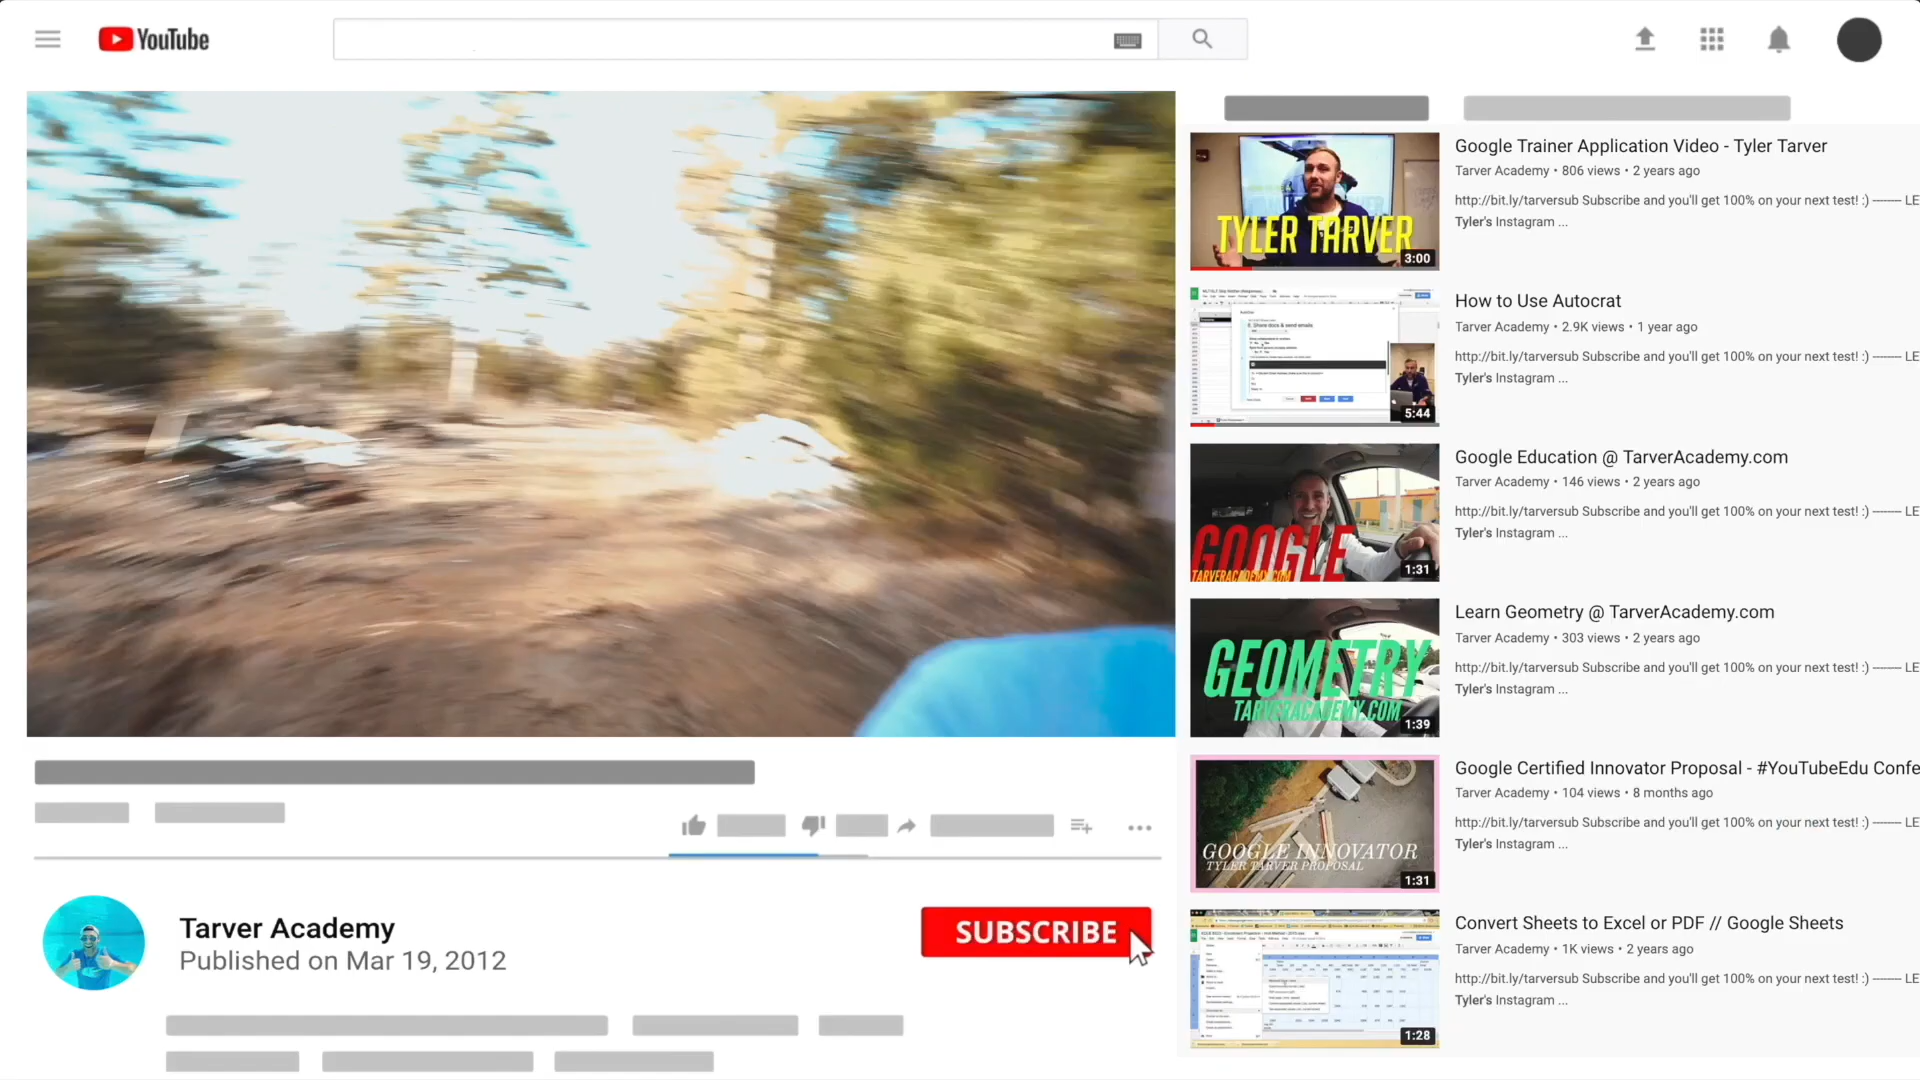 YouTube
Google Trainer Application Video - Tyler Tarver
Tarver Academy • 806 views • 2 years ago
http://bit.ly/tarversub Subscribe and you'll get 100% on your next test! :) -------- LE
Tyler's Instagram ...
TYLER TARVER
3:00
How to Use Autocrat
Tarver Academy • 2.9K views • 1 year ago
http://bit.ly/tarversub Subscribe and you'll get 100% on your next test! :) -------- LE
Tyler's Instagram ...
5:44
Google Education @ TarverAcademy.com
Tarver Academy • 146 views • 2 years ago
http://bit.ly/tarversub Subscribe and you'll get 100% on your next test! :) -------- LE
Tyler's Instagram ...
GOOGLE
TARVERACADEMY.COM
1:31
Learn Geometry @ TarverAcademy.com
Tarver Academy • 303 views • 2 years ago
http://bit.ly/tarversub Subscribe and you'll get 100% on your next test! :) -------- LE
Tyler's Instagram ...
GEOMETRY
TARVERACADEMY.COM
1:39
Google Certified Innovator Proposal - #YouTubeEdu Confe
Tarver Academy • 104 views • 8 months ago
http://bit.ly/tarversub Subscribe and you'll get 100% on your next test! :) -------- LE
Tyler's Instagram ...
GOOGLE INNOVATOR
TYLER TARVER PROPOSAL
1:31
Convert Sheets to Excel or PDF // Google Sheets
Tarver Academy • 1K views • 2 years ago
http://bit.ly/tarversub Subscribe and you'll get 100% on your next test! :) -------- LE
Tyler's Instagram ...
1:28
Tarver Academy
Published on Mar 19, 2012
SUBSCRIBE